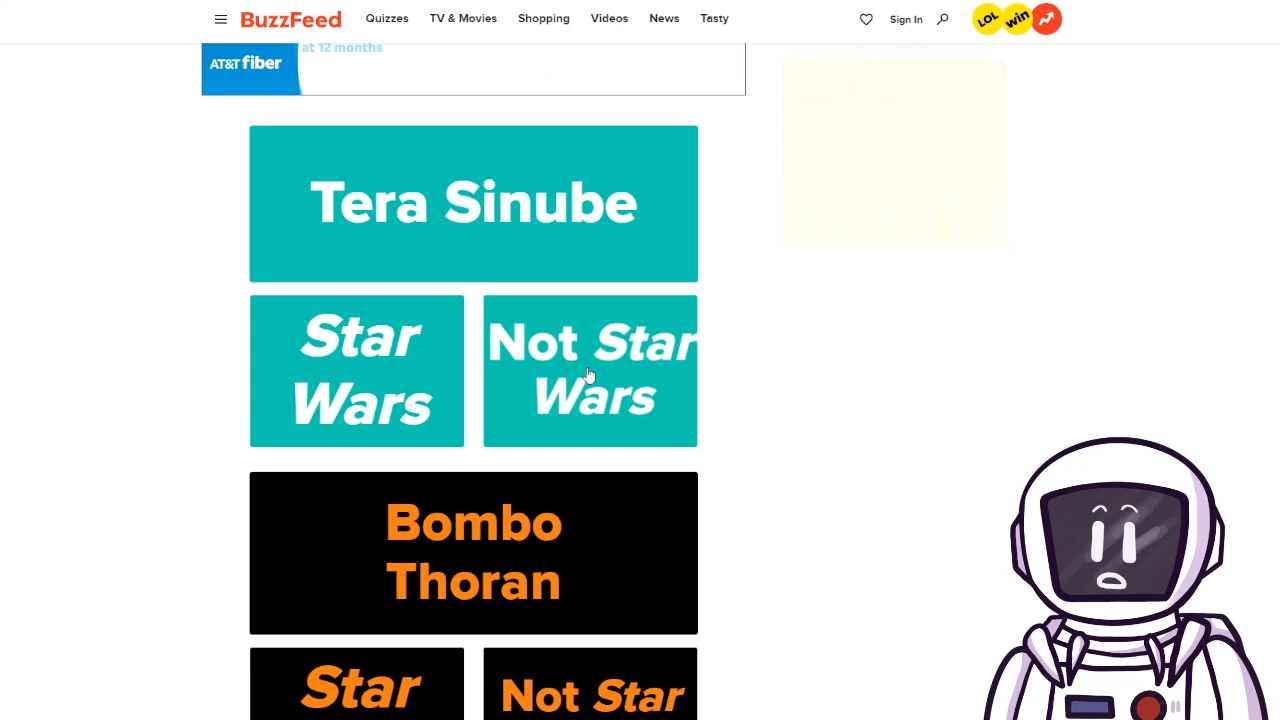 BuzzFeed Quizzes TV & Movies Shopping Videos News Tasty Sign In LOL win
at 12 months
AT&T fiber
Tera Sinube
Star
Wars
Not Star
Wars
Bombo
Thoran
Star
Not Star